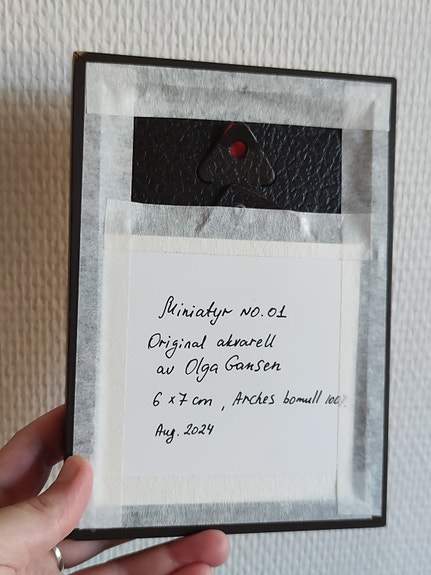 Miniatyr NO.01
Original akvarell
av Olga Gansen
6 x 7 cm, Arches bomull 100%
Aug. 2024